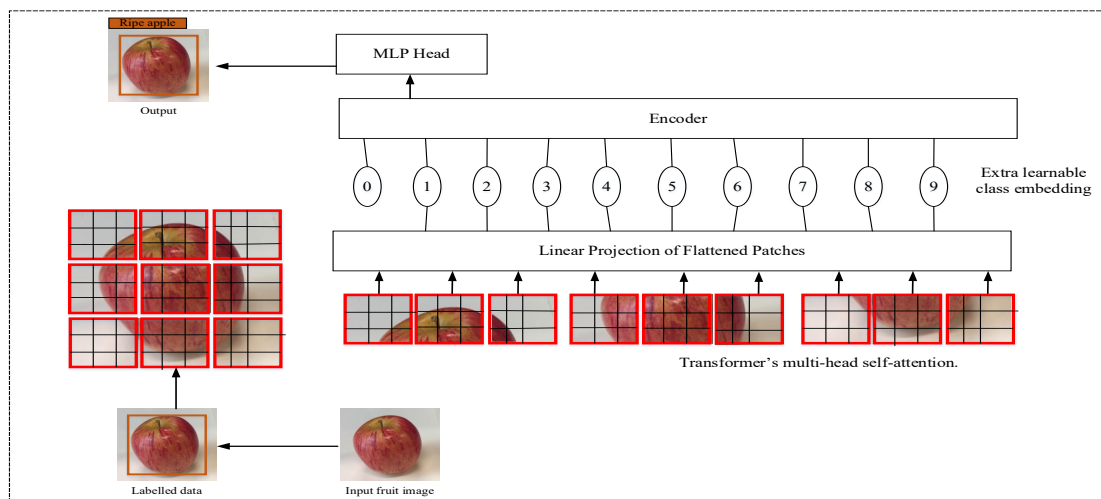 Ripe apple
MLP Head
Output
Encoder
0 1 2 3 4 5 6 7 8 9
Extra learnable
class embedding
Linear Projection of Flattened Patches
Transformer's multi-head self-attention.
Labelled data
Input fruit image